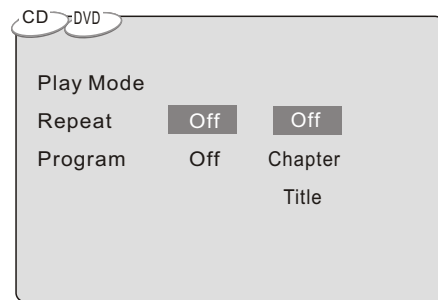 CD DVD
Play Mode
Repeat Off Off
Program Off Chapter
Title